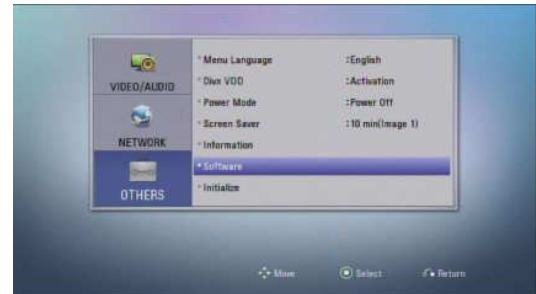 VIDEO/AUDIO
NETWORK
OTHERS
Menu Language :English
Divx VOD :Activation
Power Mode :Power Off
Screen Saver :10 min(Image 1)
Information
Software
Initialize
Move Select Return